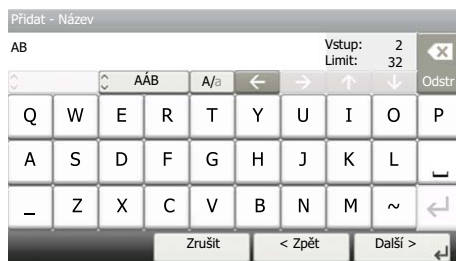 Přidat - Název
AB
Vstup: 2
Limit: 32
AÁB A/a ← → ↑ ↓ Odstr
Q W E R T Y U I O P
A S D F G H J K L
_ Z X C V B N M ~
Zrušit < Zpět Další >